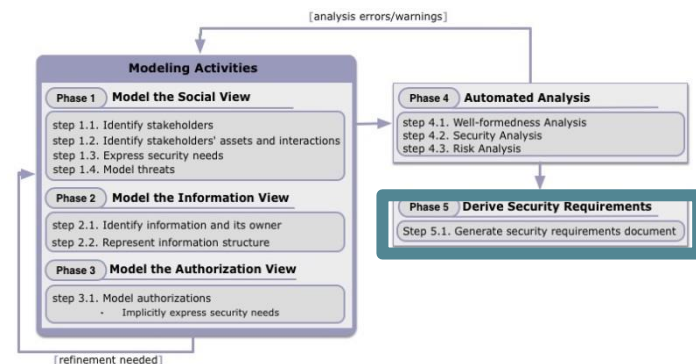 [analysis errors/warnings]
Modeling Activities
Phase 1 Model the Social View
step 1.1. Identify stakeholders
step 1.2. Identify stakeholders' assets and interactions
step 1.3. Express security needs
step 1.4. Model threats
Phase 2 Model the Information View
step 2.1. Identify information and its owner
step 2.2. Represent information structure
Phase 3 Model the Authorization View
step 3.1. Model authorizations
· Implicitly express security needs
[refinement needed]
Phase 4 Automated Analysis
step 4.1. Well-formedness Analysis
step 4.2. Security Analysis
step 4.3. Risk Analysis
Phase 5 Derive Security Requirements
Step 5.1. Generate security requirements document